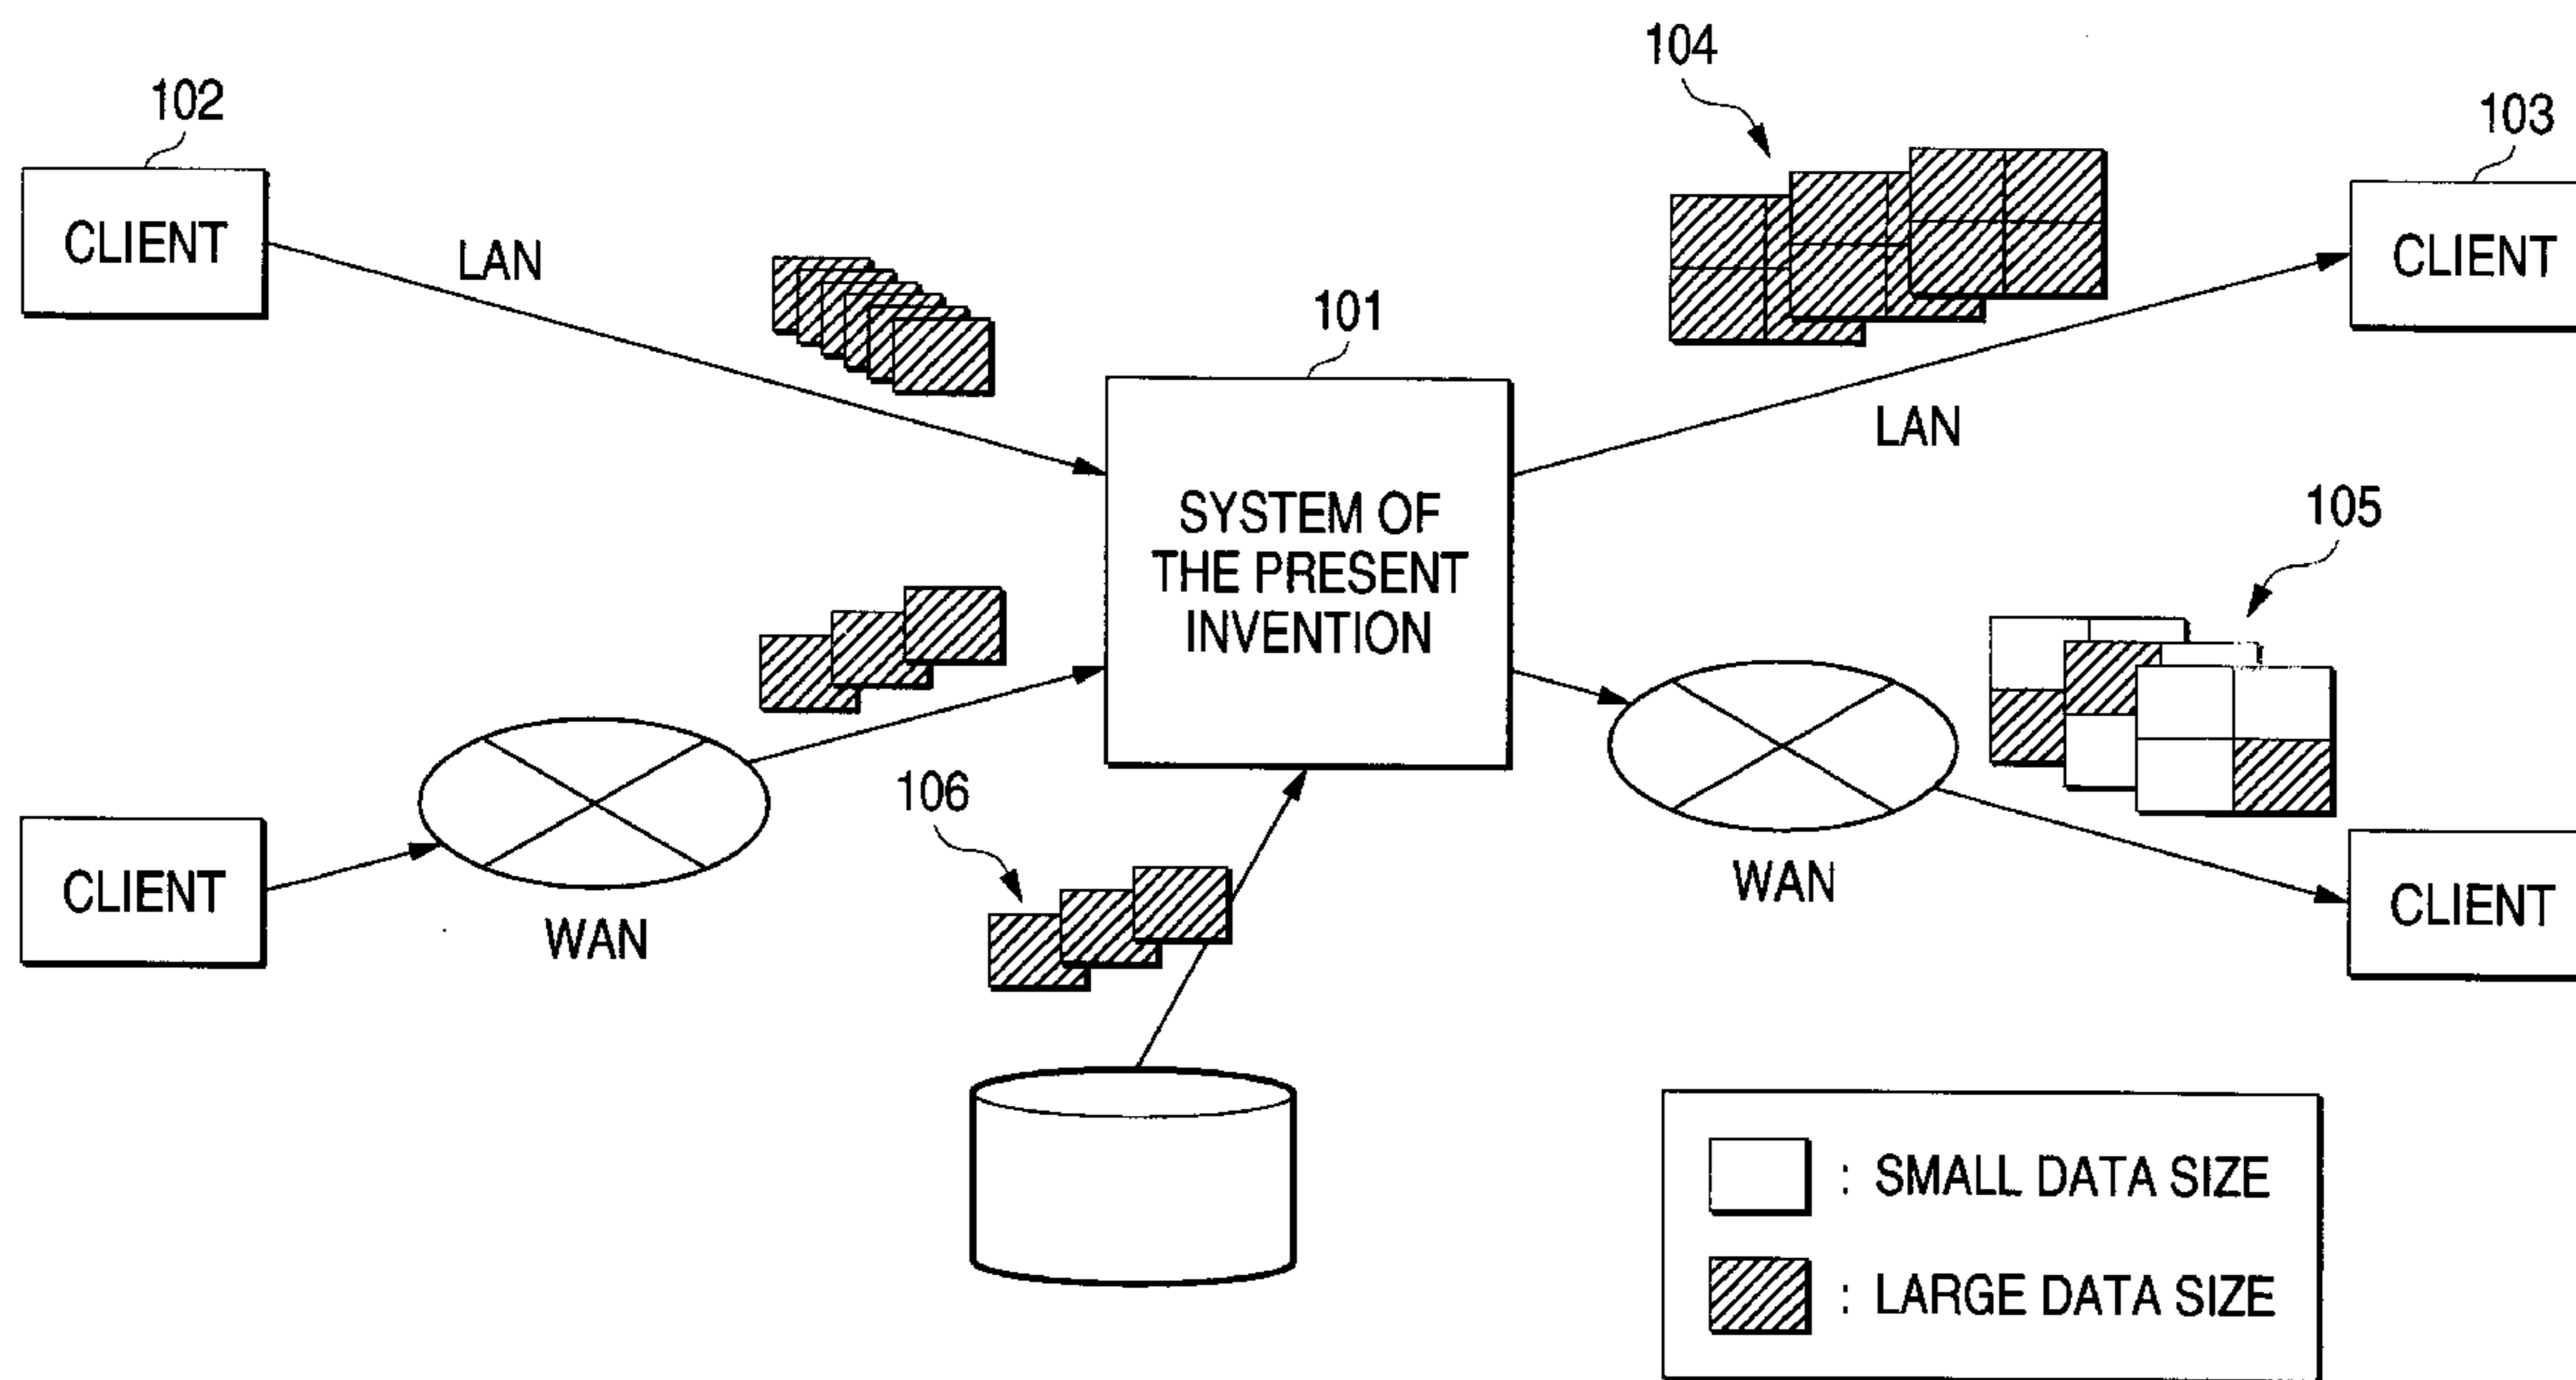 104
102
103
CLIENT
LAN
CLIENT
101
LAN
SYSTEM OF
THE PRESENT
INVENTION
105
106
CLIENT
WAN
WAN
CLIENT
: SMALL DATA SIZE
: LARGE DATA SIZE